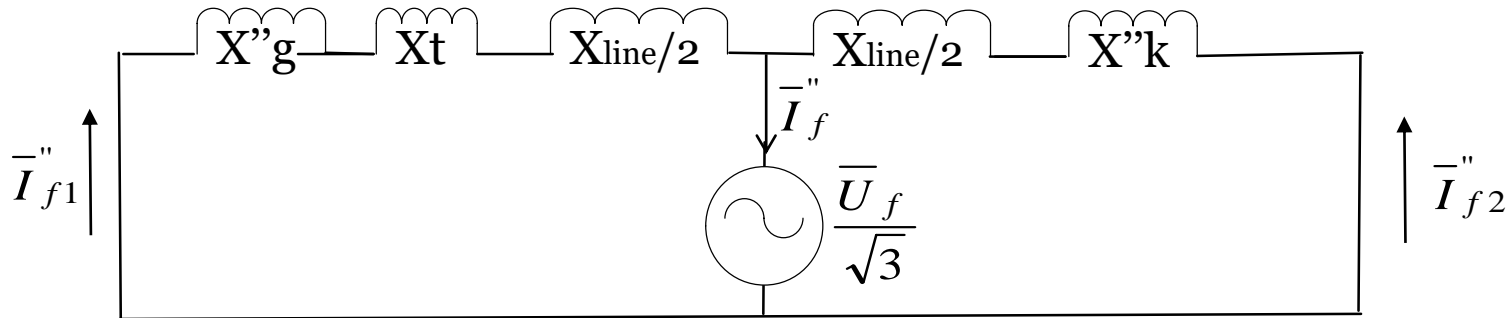 X”g Xt Xline/2 Xline/2 X”k
I"f
I"f1 Uf/√3 I"f2